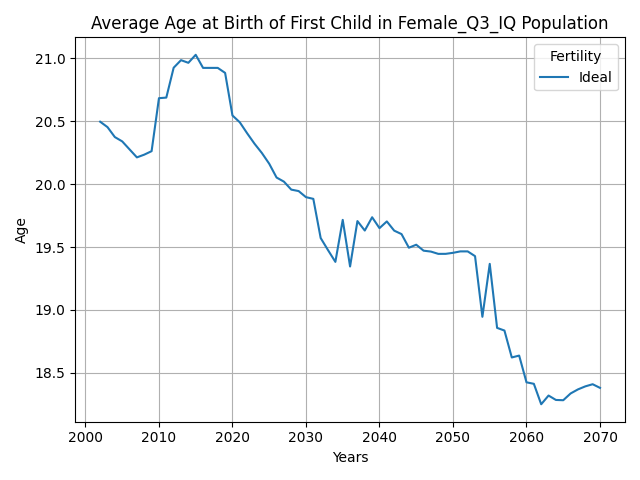 Average Age at Birth of First Child in Female_Q3_IQ Population
Fertility
Ideal
21.0
20.5
20.0
19.5
19.0
18.5
Age
2000 2010 2020 2030 2040 2050 2060 2070
Years